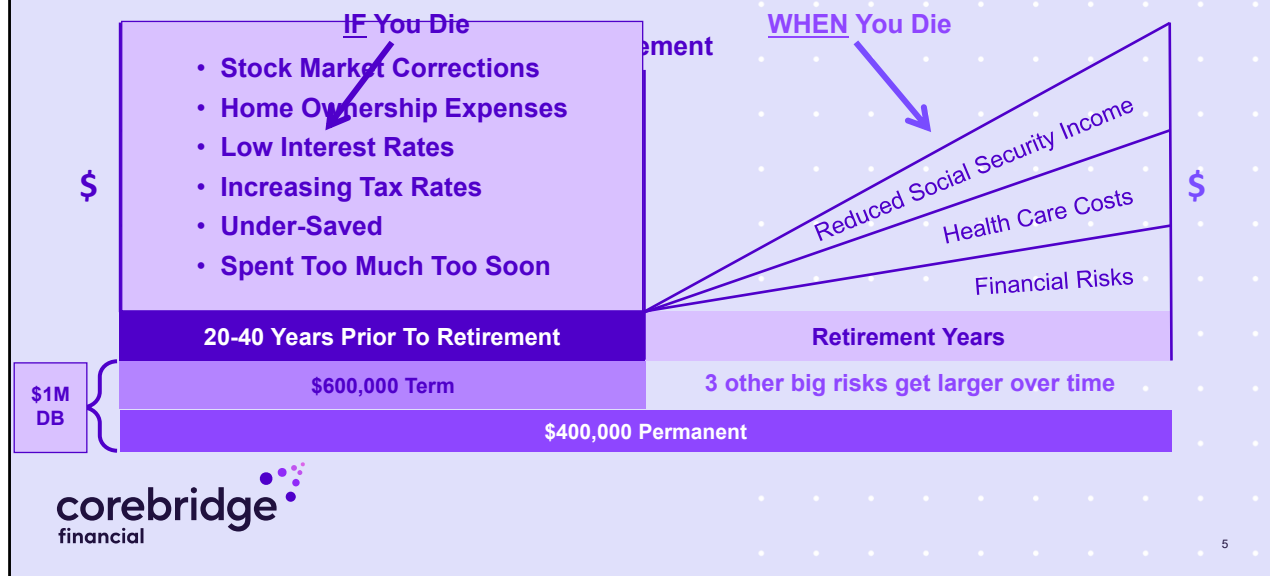 IF You Die
WHEN You Die
ement
• Stock Market Corrections
• Home Ownership Expenses
• Low Interest Rates
• Increasing Tax Rates
• Under-Saved
• Spent Too Much Too Soon
$
$
Reduced Social Security Income
Health Care Costs
Financial Risks
20-40 Years Prior To Retirement
Retirement Years
$1M
DB
$600,000 Term
3 other big risks get larger over time
$400,000 Permanent
corebridge
financial
5